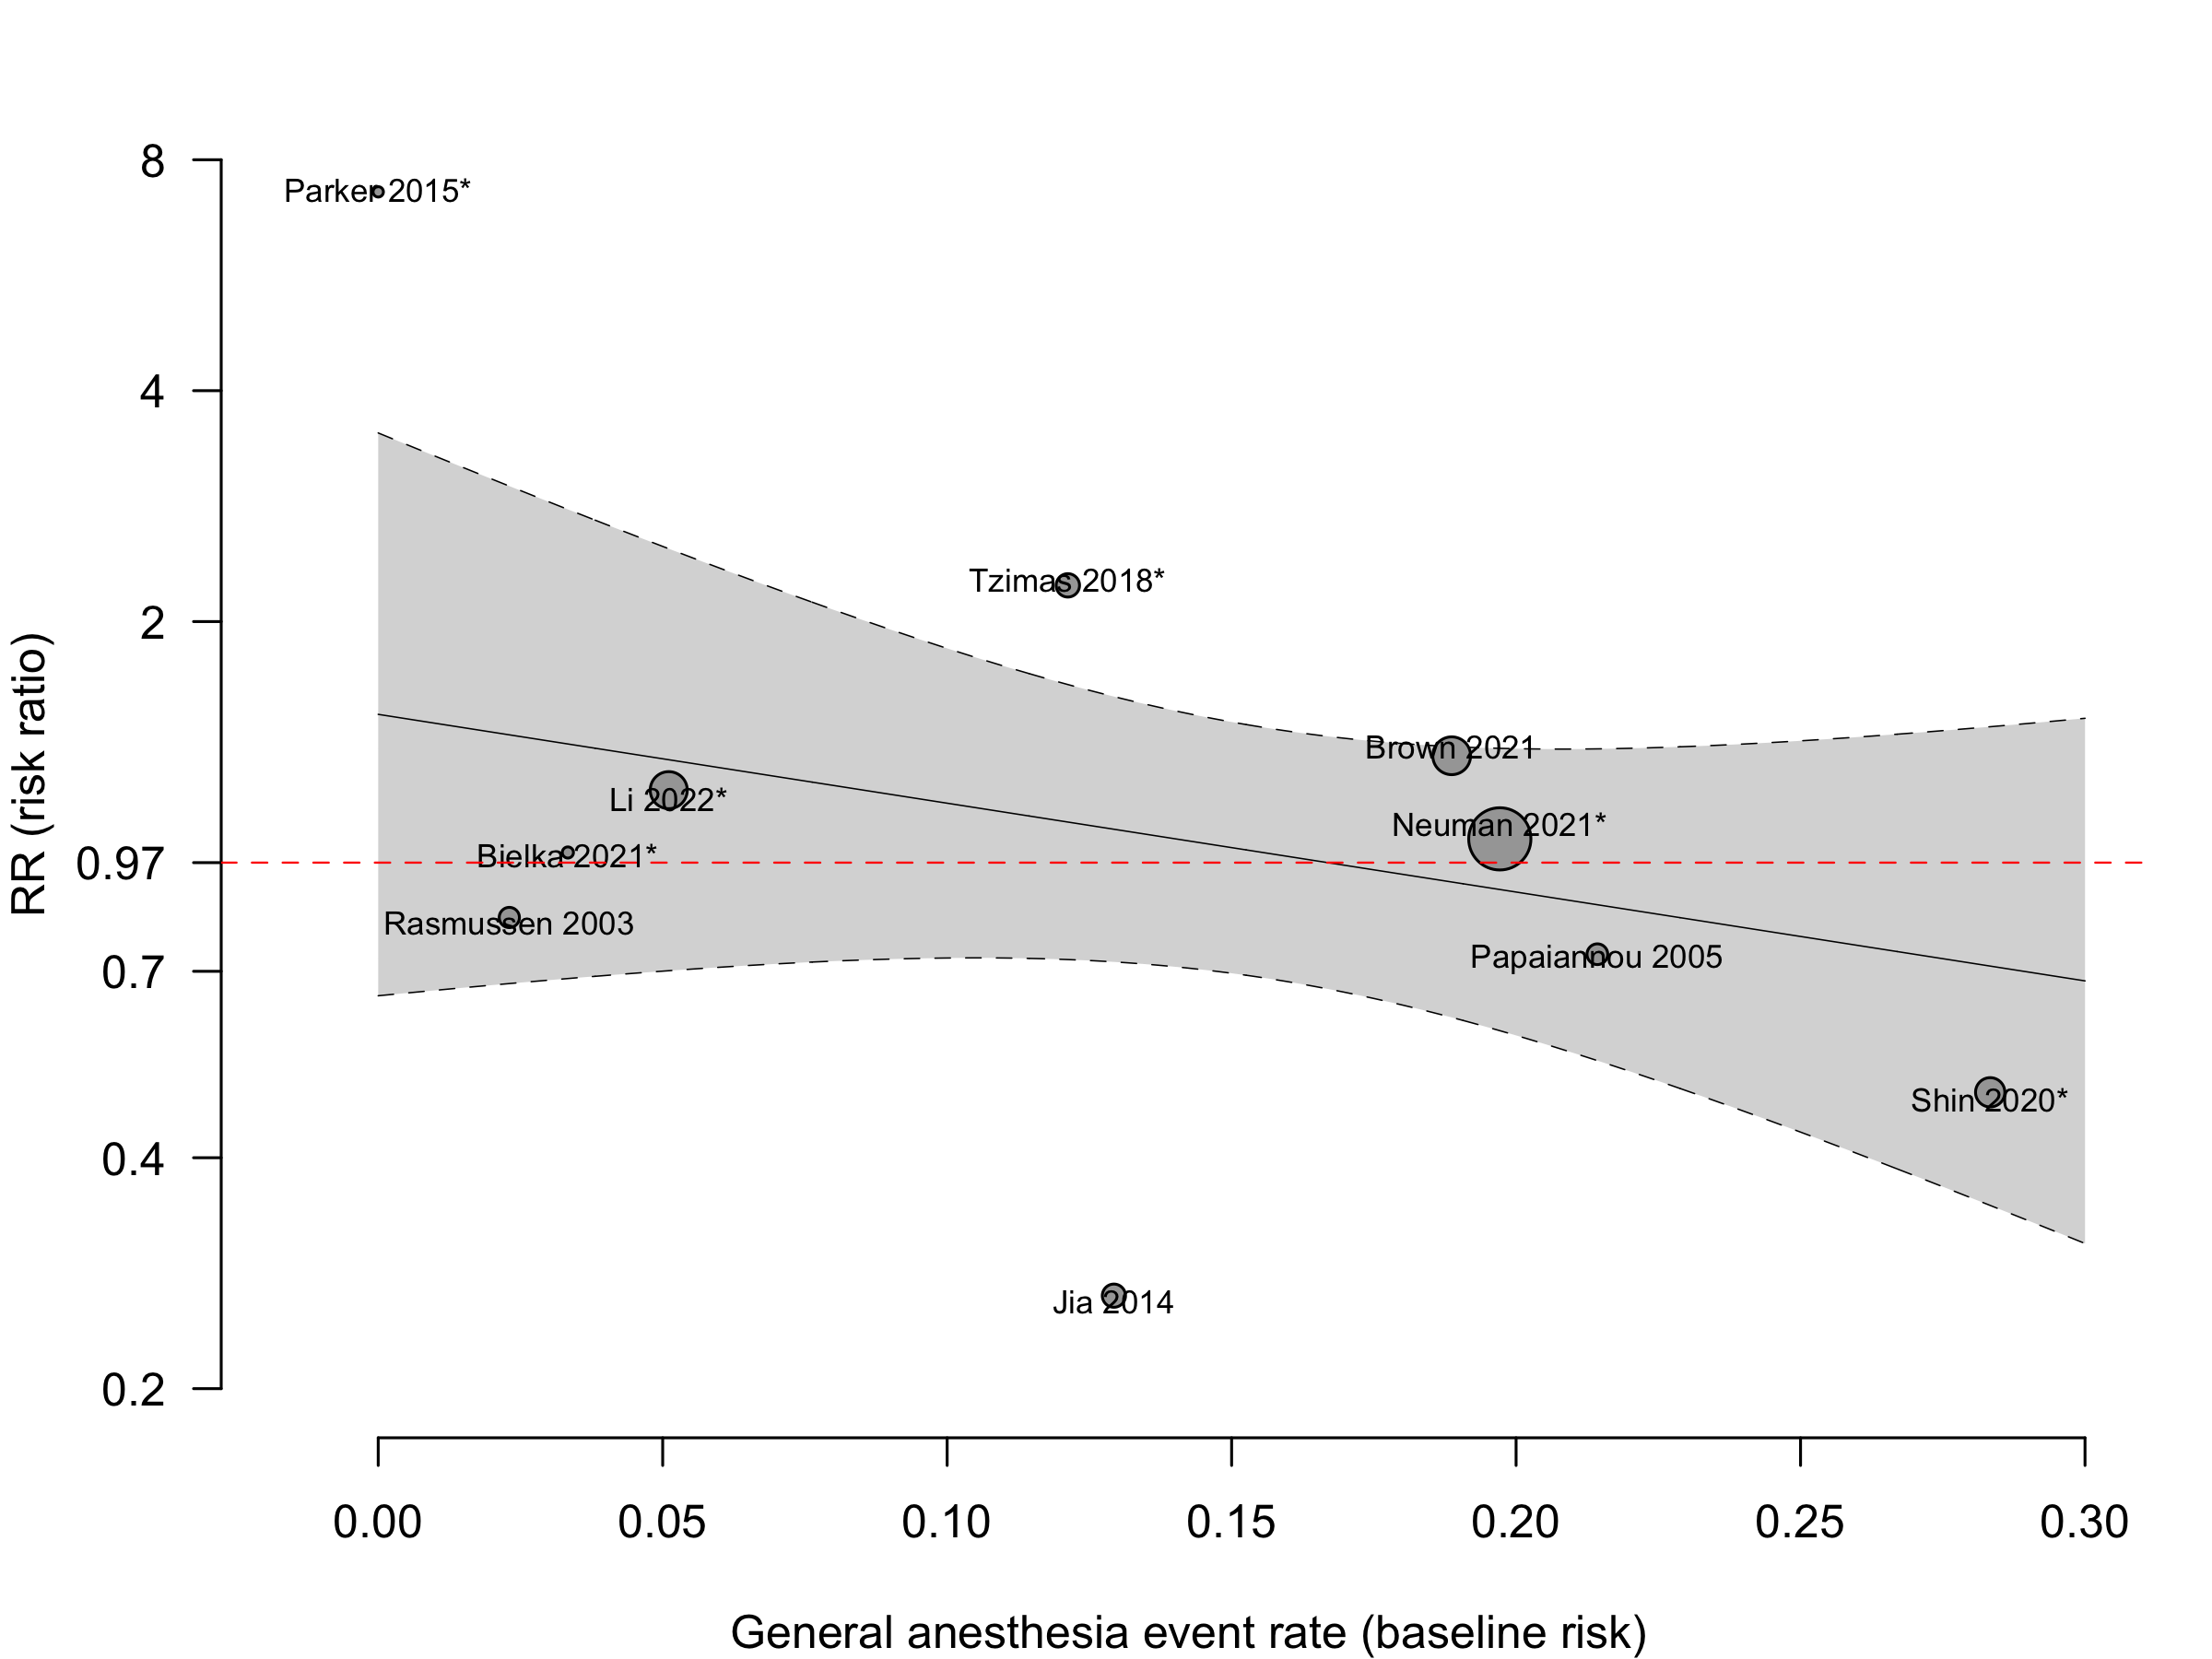 8
Parker 2015*
4
Tzimas 2018*
2
RR (risk ratio)
Brown 2021
Li 2022*
Neuman 2021*
Bielka 2021*
0.97
Rasmussen 2003
Papaiannou 2005
0.7
Shin 2020*
0.4
Jia 2014
0.2
0.00 0.05 0.10 0.15 0.20 0.25 0.30
General anesthesia event rate (baseline risk)